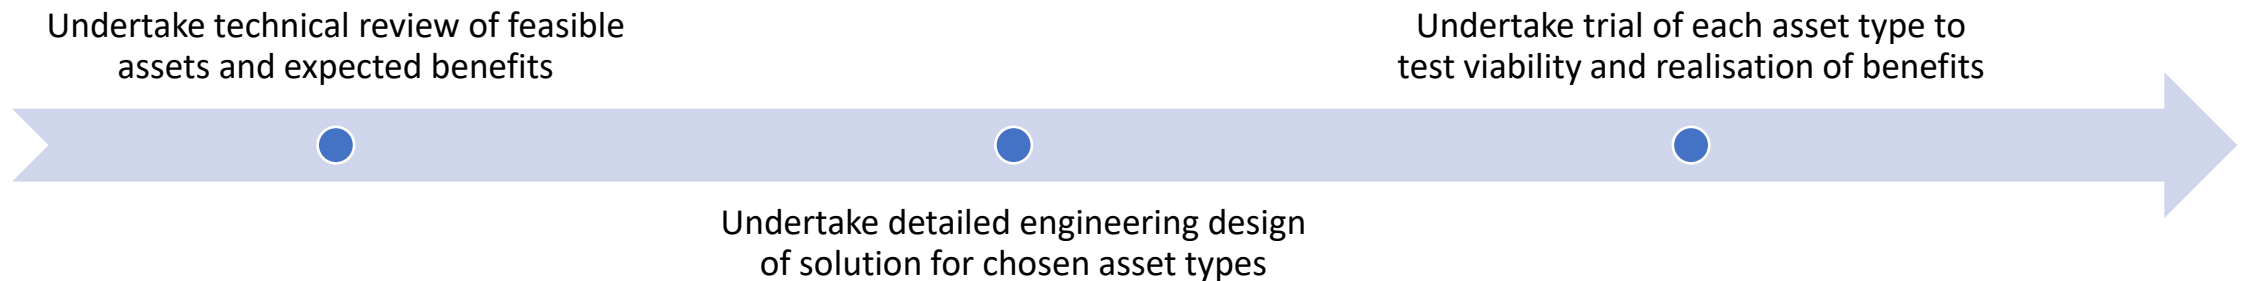 Undertake technical review of feasible
assets and expected benefits
Undertake detailed engineering design
of solution for chosen asset types
Undertake trial of each asset type to
test viability and realisation of benefits